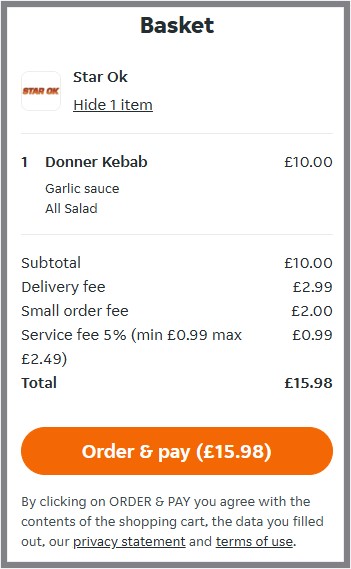 Basket
STAR OK
Star Ok
Hide 1 item
1 Donner Kebab £10.00
Garlic sauce
All Salad
Subtotal £10.00
Delivery fee £2.99
Small order fee £2.00
Service fee 5% (min £0.99 max £0.99
£2.49)
Total £15.98
Order & pay (£15.98)
By clicking on ORDER & PAY you agree with the
contents of the shopping cart, the data you filled
out, our privacy statement and terms of use.